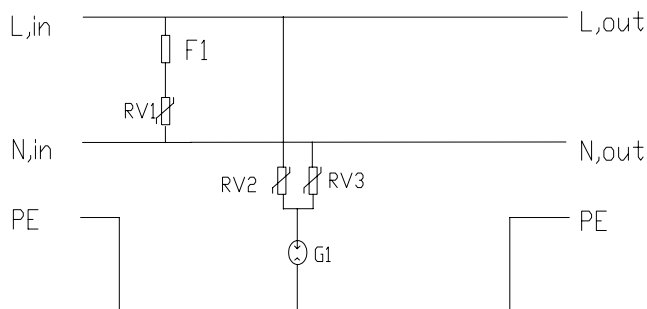 L,in
L,out
F1
RV1
N,in
N,out
RV2
RV3
PE
PE
G1